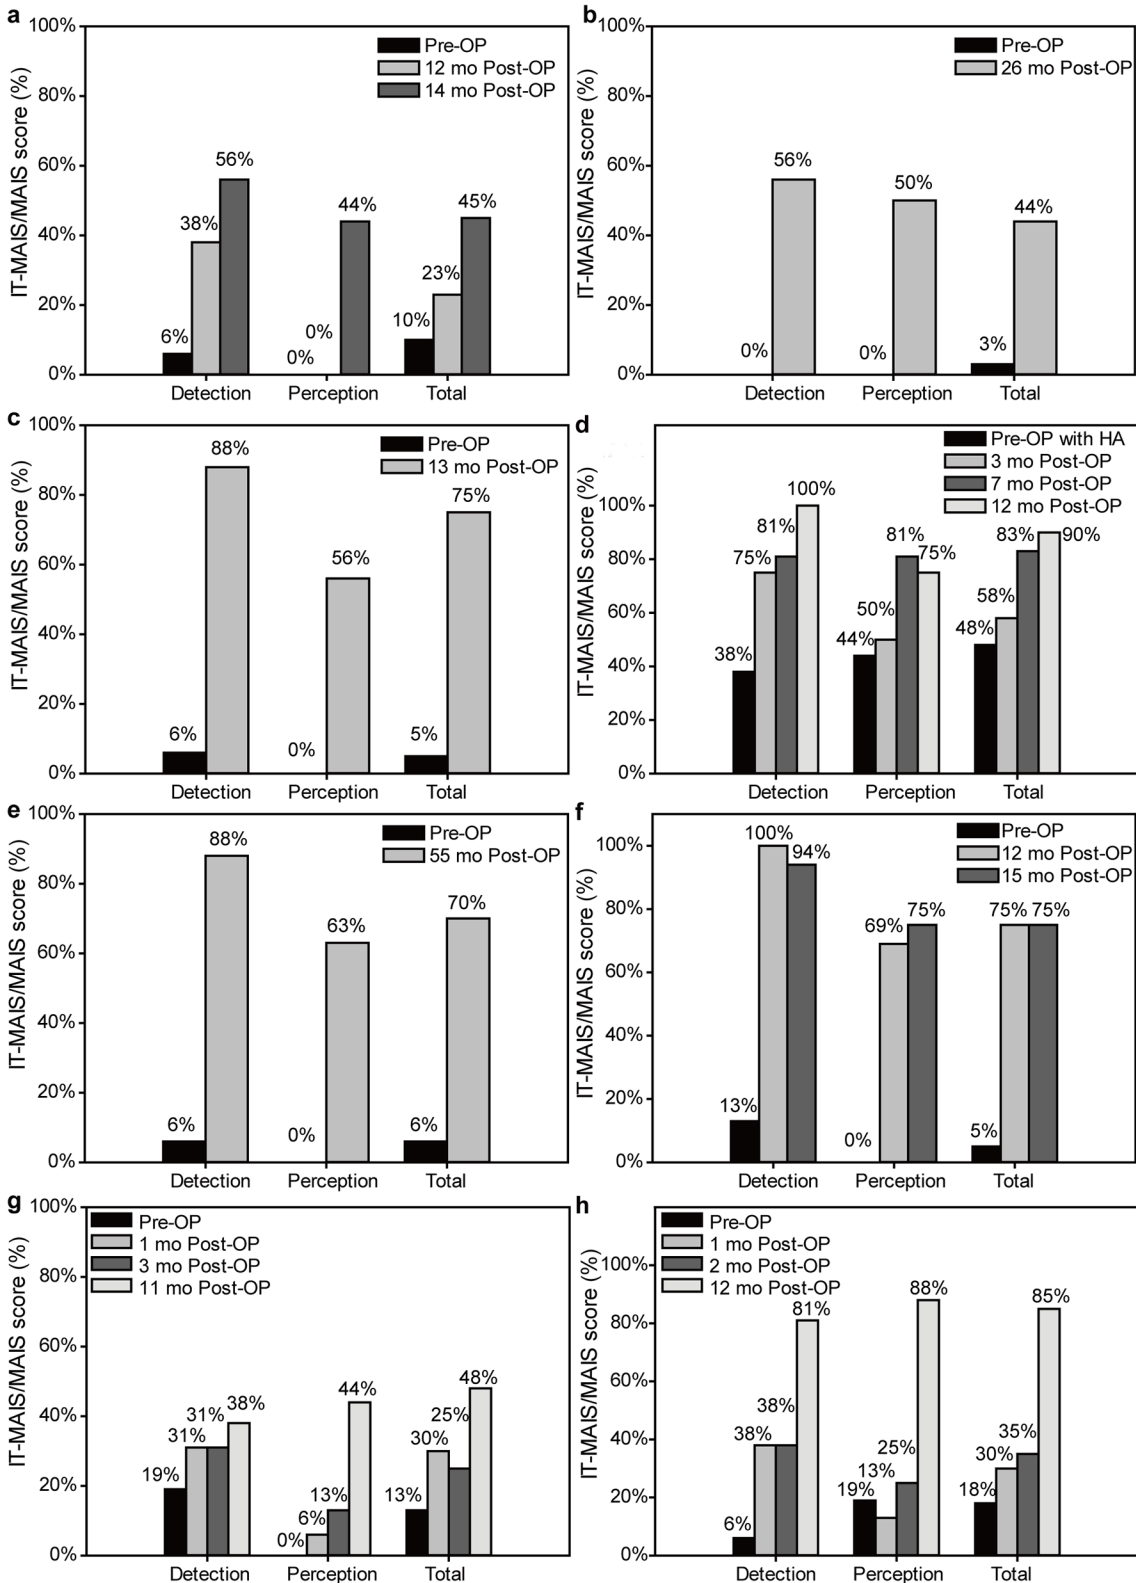 a
IT-MAIS/MAIS score (%)
100%
80%
60%
40%
20%
0%
Pre-OP
12 mo Post-OP
14 mo Post-OP
6%
38%
56%
0%
0%
44%
10%
23%
45%
Detection
Perception
Total
b
IT-MAIS/MAIS score (%)
100%
80%
60%
40%
20%
0%
Pre-OP
26 mo Post-OP
0%
56%
0%
50%
3%
44%
Detection
Perception
Total
c
IT-MAIS/MAIS score (%)
100%
80%
60%
40%
20%
0%
Pre-OP
13 mo Post-OP
6%
88%
0%
56%
5%
75%
Detection
Perception
Total
d
IT-MAIS/MAIS score (%)
100%
80%
60%
40%
20%
0%
Pre-OP with HA
3 mo Post-OP
7 mo Post-OP
12 mo Post-OP
38%
75%
81%
100%
44%
50%
81%
75%
48%
58%
83%
90%
Detection
Perception
Total
e
IT-MAIS/MAIS score (%)
100%
80%
60%
40%
20%
0%
Pre-OP
55 mo Post-OP
6%
88%
0%
63%
6%
70%
Detection
Perception
Total
f
IT-MAIS/MAIS score (%)
100%
80%
60%
40%
20%
0%
Pre-OP
12 mo Post-OP
15 mo Post-OP
13%
100%
94%
0%
69%
75%
5%
75%
75%
Detection
Perception
Total
g
IT-MAIS/MAIS score (%)
100%
80%
60%
40%
20%
0%
Pre-OP
1 mo Post-OP
3 mo Post-OP
11 mo Post-OP
19%
31%
31%
38%
0%
6%
13%
44%
13%
30%
25%
48%
Detection
Perception
Total
h
IT-MAIS/MAIS score (%)
100%
80%
60%
40%
20%
0%
Pre-OP
1 mo Post-OP
2 mo Post-OP
12 mo Post-OP
6%
38%
38%
81%
19%
13%
25%
88%
18%
30%
35%
85%
Detection
Perception
Total